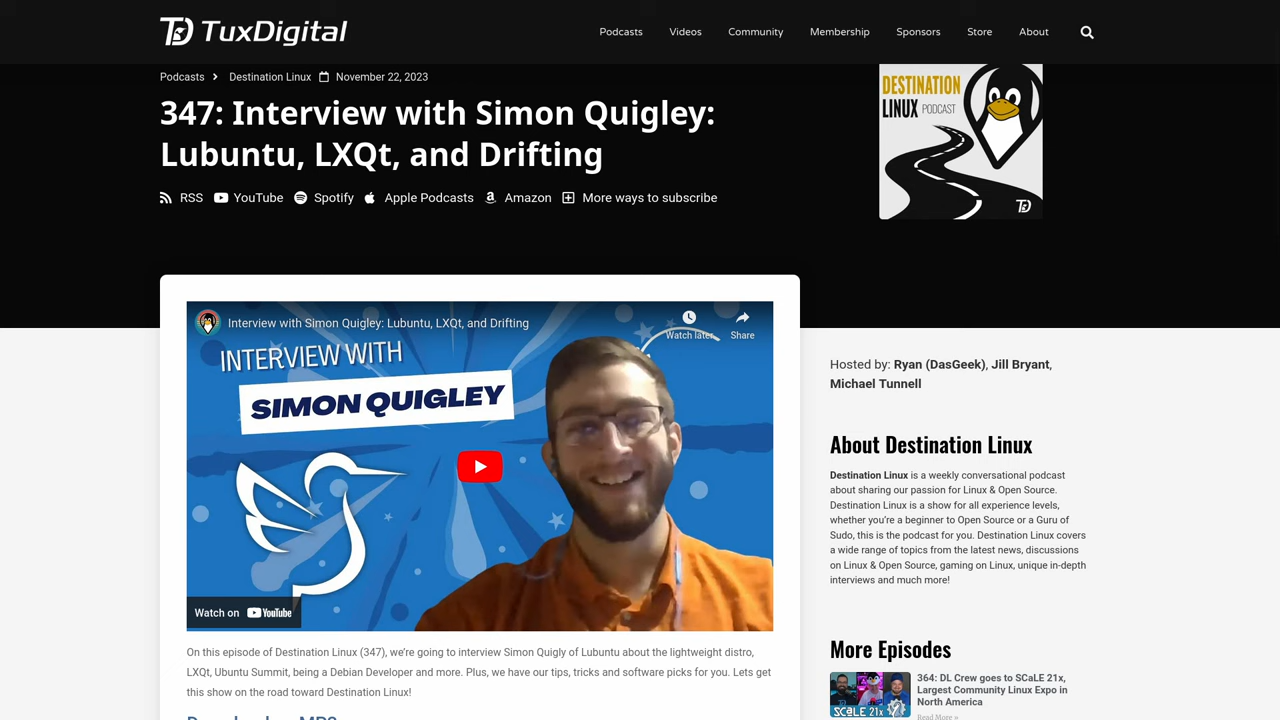 TuxDigital
Podcasts Videos Community Membership Sponsors Store About
Podcasts Destination Linux November 22, 2023
347: Interview with Simon Quigley:
Lubuntu, LXQt, and Drifting
RSS YouTube Spotify Apple Podcasts Amazon More ways to subscribe
DESTINATION
LINUX PODCAST
Interview with Simon Quigley: Lubuntu, LXQt, and Drifting
Watch later Share
INTERVIEW WITH
SIMON QUIGLEY
Watch on YouTube
On this episode of Destination Linux (347), we’re going to interview Simon Quigly of Lubuntu about the lightweight distro,
LXQt, Ubuntu Summit, being a Debian Developer and more. Plus, we have our tips, tricks and software picks for you. Lets get
this show on the road toward Destination Linux!
Download as MP3
Hosted by: Ryan (DasGeek), Jill Bryant,
Michael Tunnell
About Destination Linux
Destination Linux is a weekly conversational podcast
about sharing our passion for Linux & Open Source.
Destination Linux is a show for all experience levels,
whether you’re a beginner to Open Source or a Guru of
Sudo, this is the podcast for you. Destination Linux covers
a wide range of topics from the latest news, discussions
on Linux & Open Source, gaming on Linux, unique in-depth
interviews and much more!
More Episodes
SCALE 21x
364: DL Crew goes to SCaLE 21x,
Largest Community Linux Expo in
North America
Read More »